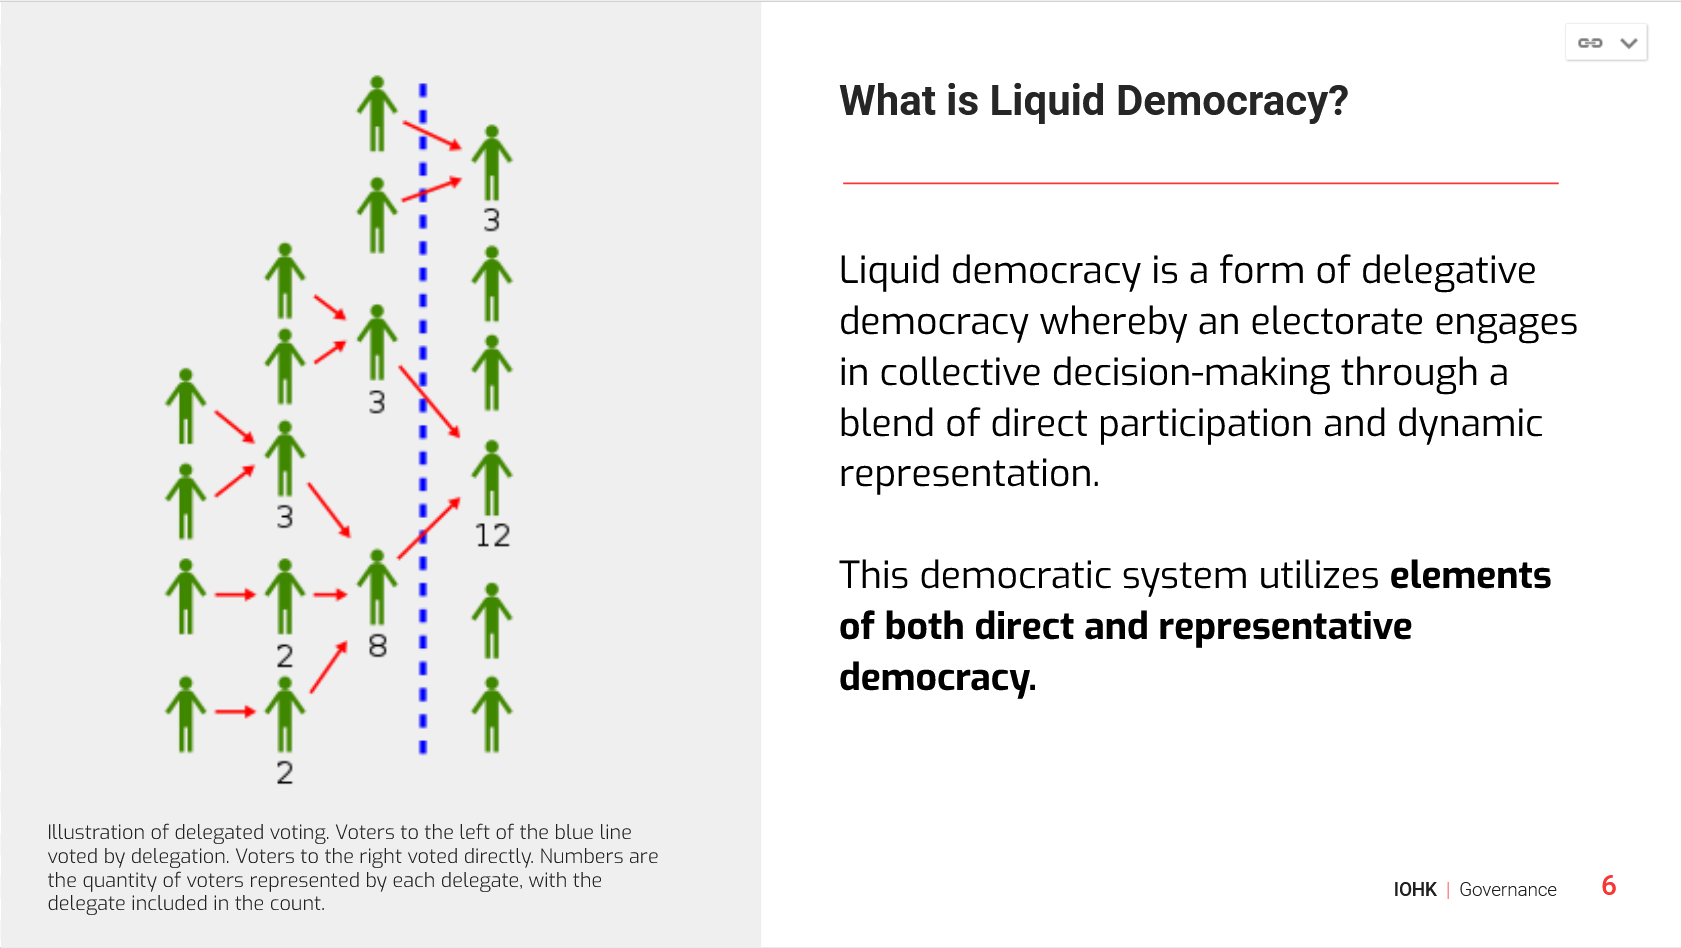 What is Liquid Democracy?
Liquid democracy is a form of delegative
democracy whereby an electorate engages
in collective decision-making through a
blend of direct participation and dynamic
representation.
This democratic system utilizes elements
of both direct and representative
democracy.
3
3
3
12
2
8
2
Illustration of delegated voting. Voters to the left of the blue line
voted by delegation. Voters to the right voted directly. Numbers are
the quantity of voters represented by each delegate, with the
delegate included in the count.
IOHK | Governance 6